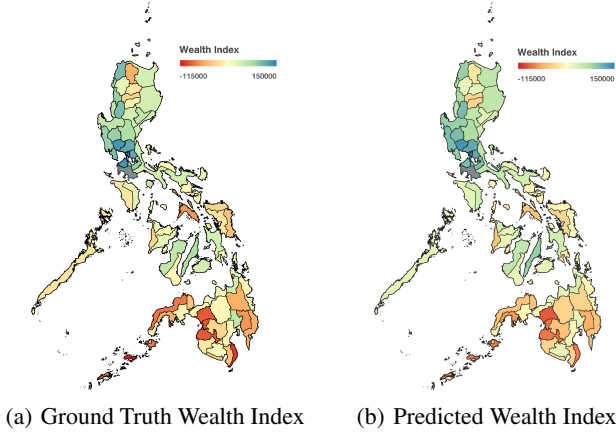 Wealth Index
-115000 150000
Wealth Index
-115000 150000
(a) Ground Truth Wealth Index
(b) Predicted Wealth Index